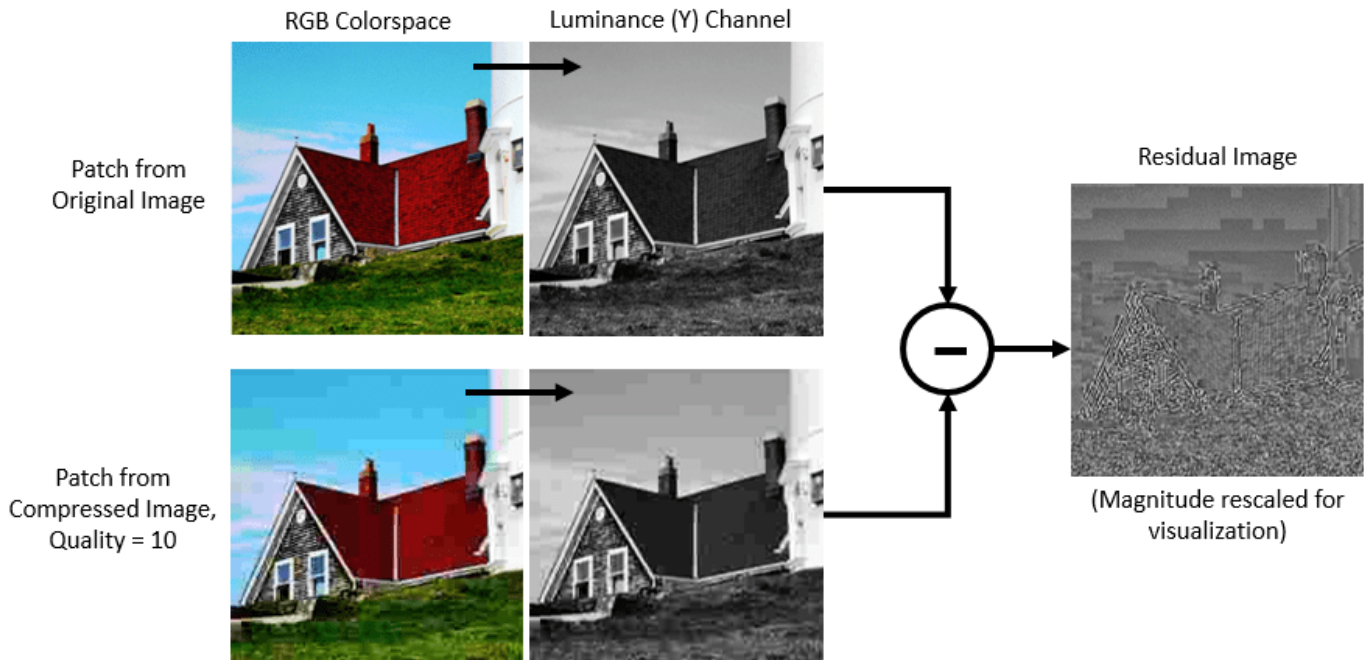 RGB Colorspace
Luminance (Y) Channel
Patch from
Original Image
Residual Image
Patch from
Compressed Image,
Quality = 10
(Magnitude rescaled for
visualization)